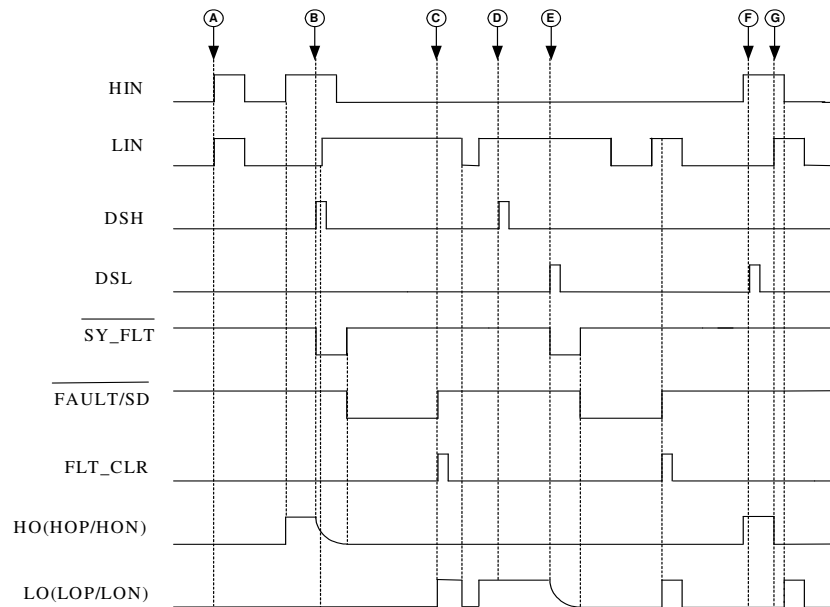 A B C D E F G
HIN
LIN
DSH
DSL
SY_FLT
FAULT/SD
FLT_CLR
HO(HOP/HON)
LO(LOP/LON)